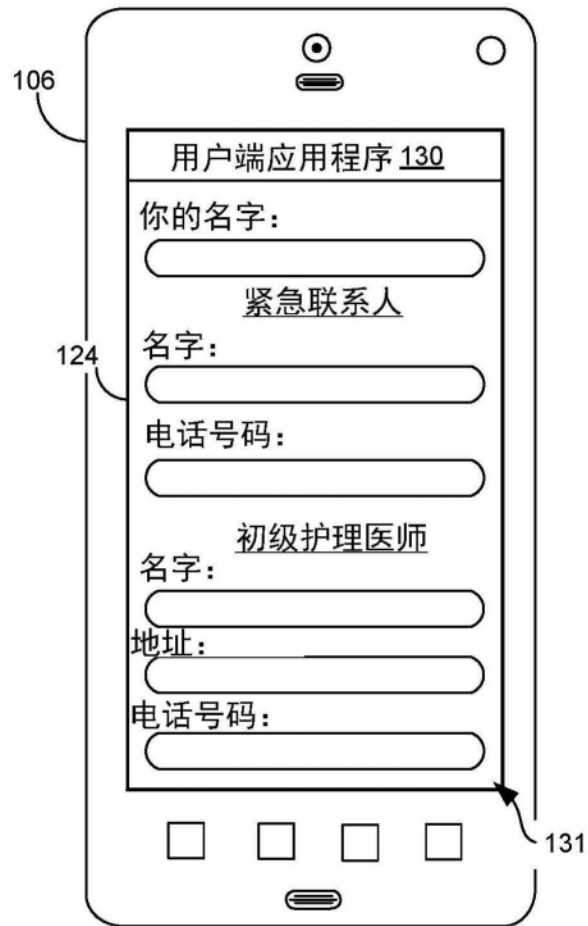 106
用户端应用程序 130
你的名字：
紧急联系人
名字：
124
电话号码：
初级护理医师
名字：
地址：
电话号码：
131